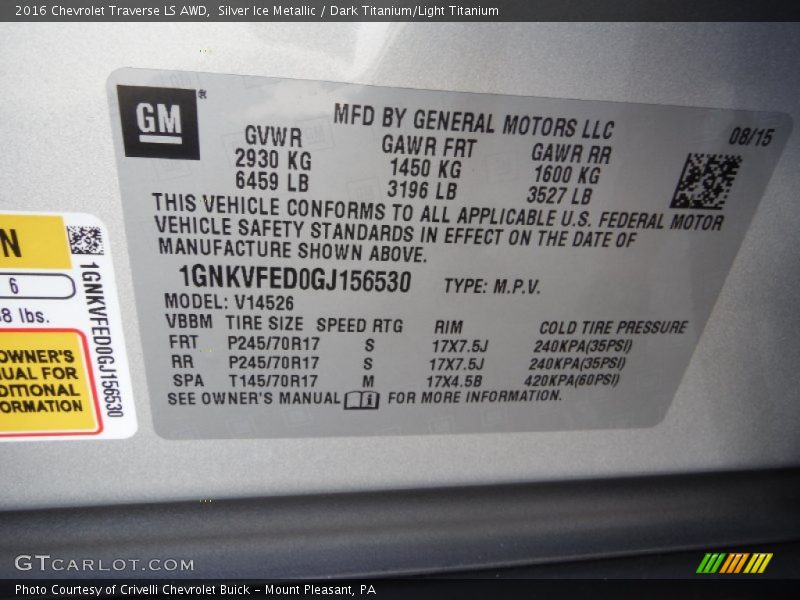 2016 Chevrolet Traverse LS AWD, Silver Ice Metallic / Dark Titanium/Light Titanium
GM®
MFD BY GENERAL MOTORS LLC
08/15
GVWR GAWR FRT GAWR RR
2930 KG 1450 KG 1600 KG
6459 LB 3196 LB 3527 LB
THIS VEHICLE CONFORMS TO ALL APPLICABLE U.S. FEDERAL MOTOR
VEHICLE SAFETY STANDARDS IN EFFECT ON THE DATE OF
MANUFACTURE SHOWN ABOVE.
1GNKVFED0GJ156530 TYPE: M.P.V.
MODEL: V14526
VBBM TIRE SIZE SPEED RTG RIM COLD TIRE PRESSURE
FRT P245/70R17 S 17X7.5J 240KPA(35PSI)
RR P245/70R17 S 17X7.5J 240KPA(35PSI)
SPA T145/70R17 M 17X4.5B 420KPA(60PSI)
SEE OWNER'S MANUAL i FOR MORE INFORMATION.
N
6
8 lbs.
OWNER'S
UAL FOR
DITIONAL
ORMATION
1GNKVFED0GJ156530
GTCARLOT.COM
Photo Courtesy of Crivelli Chevrolet Buick - Mount Pleasant, PA